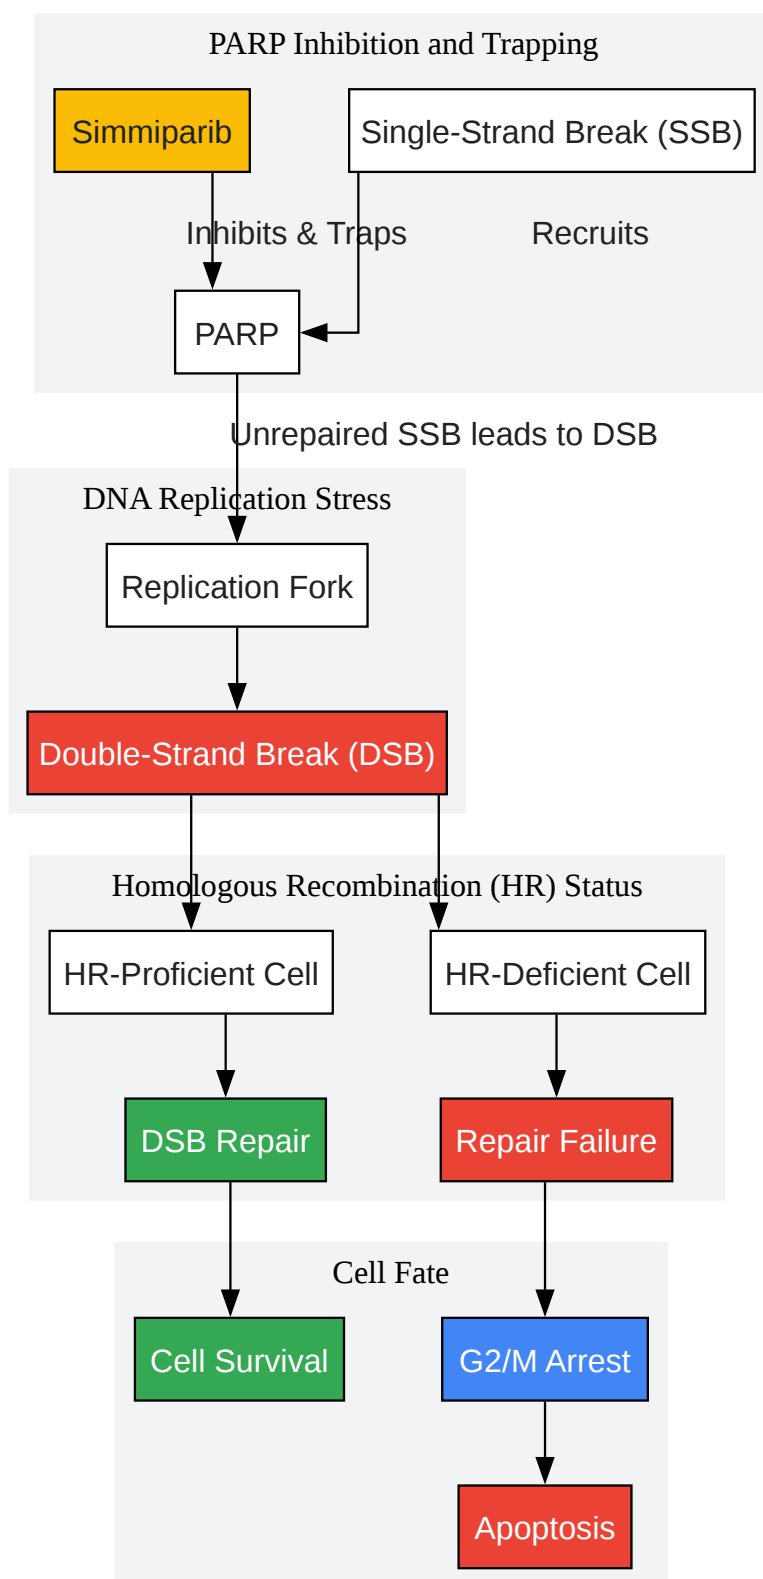 PARP Inhibition and Trapping
Simmiparib
Single-Strand Break (SSB)
Inhibits & Traps
Recruits
PARP
Unrepaired SSB leads to DSB
DNA Replication Stress
Replication Fork
Double-Strand Break (DSB)
Homologous Recombination (HR) Status
HR-Proficient Cell
HR-Deficient Cell
DSB Repair
Repair Failure
Cell Fate
Cell Survival
G2/M Arrest
Apoptosis